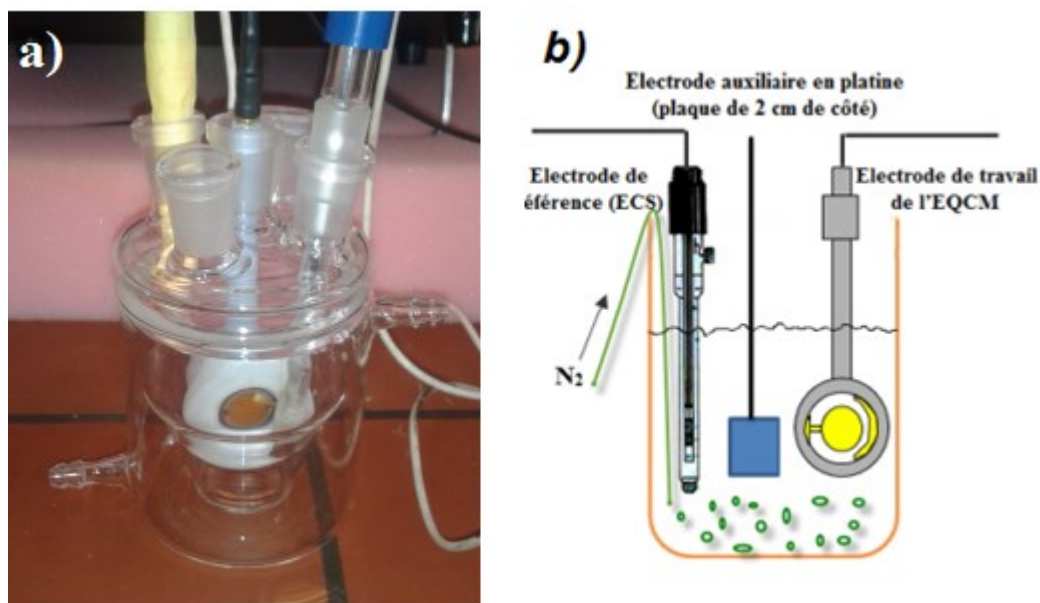 a)
b)
Electrode auxiliaire en platine
(plaque de 2 cm de côté)
Electrode de
éférence (ECS)
Electrode de travail
de l'EQCM
N2